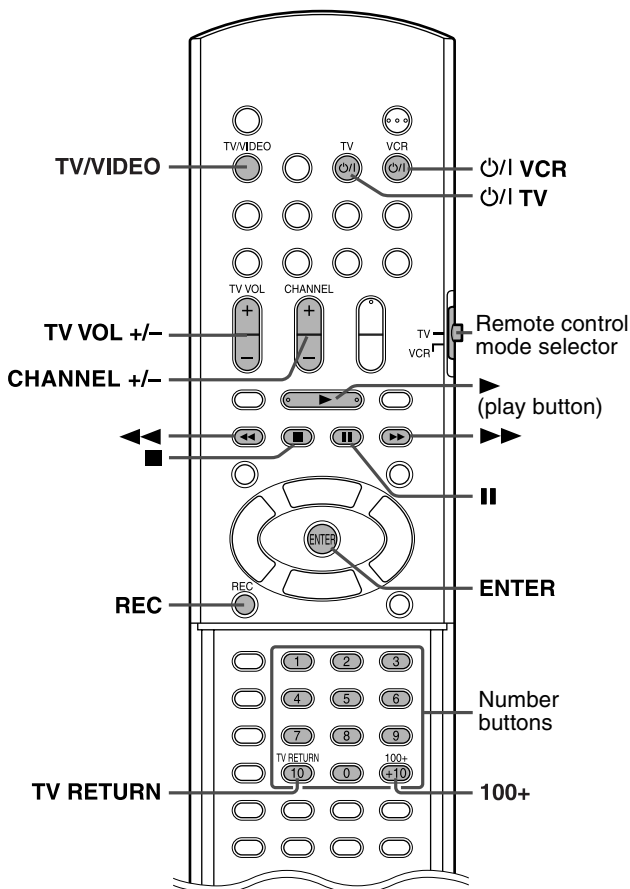 TV/VIDEO
TV
VCR
TV/VIDEO
⏻/I
⏻/I
⏻/I VCR
⏻/I TV
TV VOL
CHANNEL
+
+
TV VOL +/–
–
–
TV
VCR
Remote control
mode selector
CHANNEL +/–
►
►
(play button)
◄◄
◄◄
■
II
►►
►►
■
II
ENTER
ENTER
REC
REC
1
2
3
4
5
6
7
8
9
Number
buttons
TV RETURN
100+
10
0
+10
TV RETURN
100+